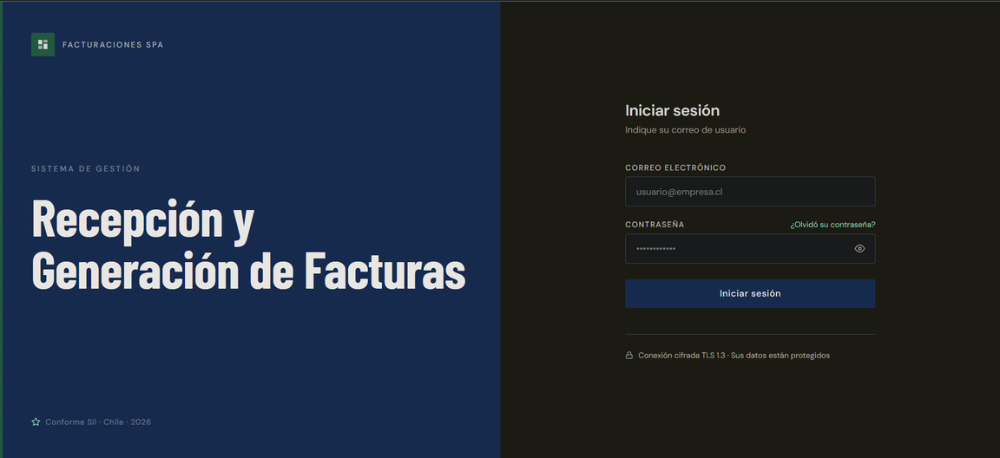 FACTURACIONES SPA
SISTEMA DE GESTIÓN
Recepción y
Generación de Facturas
Conforme SII · Chile · 2026
Iniciar sesión
Indique su correo de usuario
CORREO ELECTRÓNICO
usuario@empresa.cl
CONTRASEÑA ¿Olvidó su contraseña?
••••••••••••
Iniciar sesión
Conexión cifrada TLS 1.3 · Sus datos están protegidos